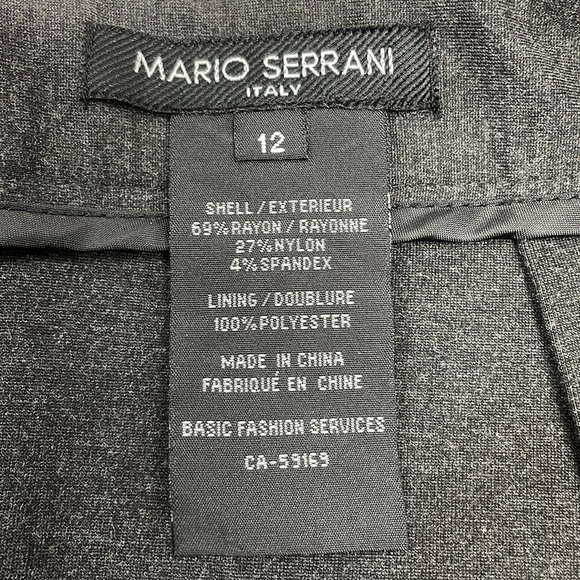 MARIO SERRANI
ITALY
12
SHELL / EXTERIEUR
69% RAYON / RAYONNE
27% NYLON
4% SPANDEX
LINING / DOUBLURE
100% POLYESTER
MADE IN CHINA
FABRIQUÉ EN CHINE
BASIC FASHION SERVICES
CA-59169